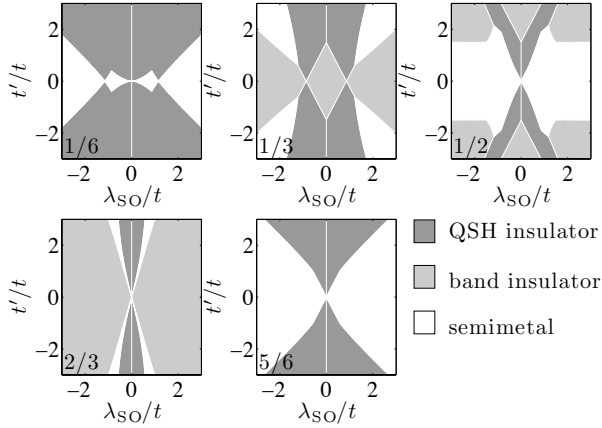 t′/t
2
0
−2
1/6
−2 0 2
λSO/t
t′/t
2
0
−2
1/3
−2 0 2
λSO/t
t′/t
2
0
−2
1/2
−2 0 2
λSO/t
t′/t
2
0
−2
2/3
−2 0 2
λSO/t
t′/t
2
0
−2
5/6
−2 0 2
λSO/t
QSH insulator
band insulator
semimetal